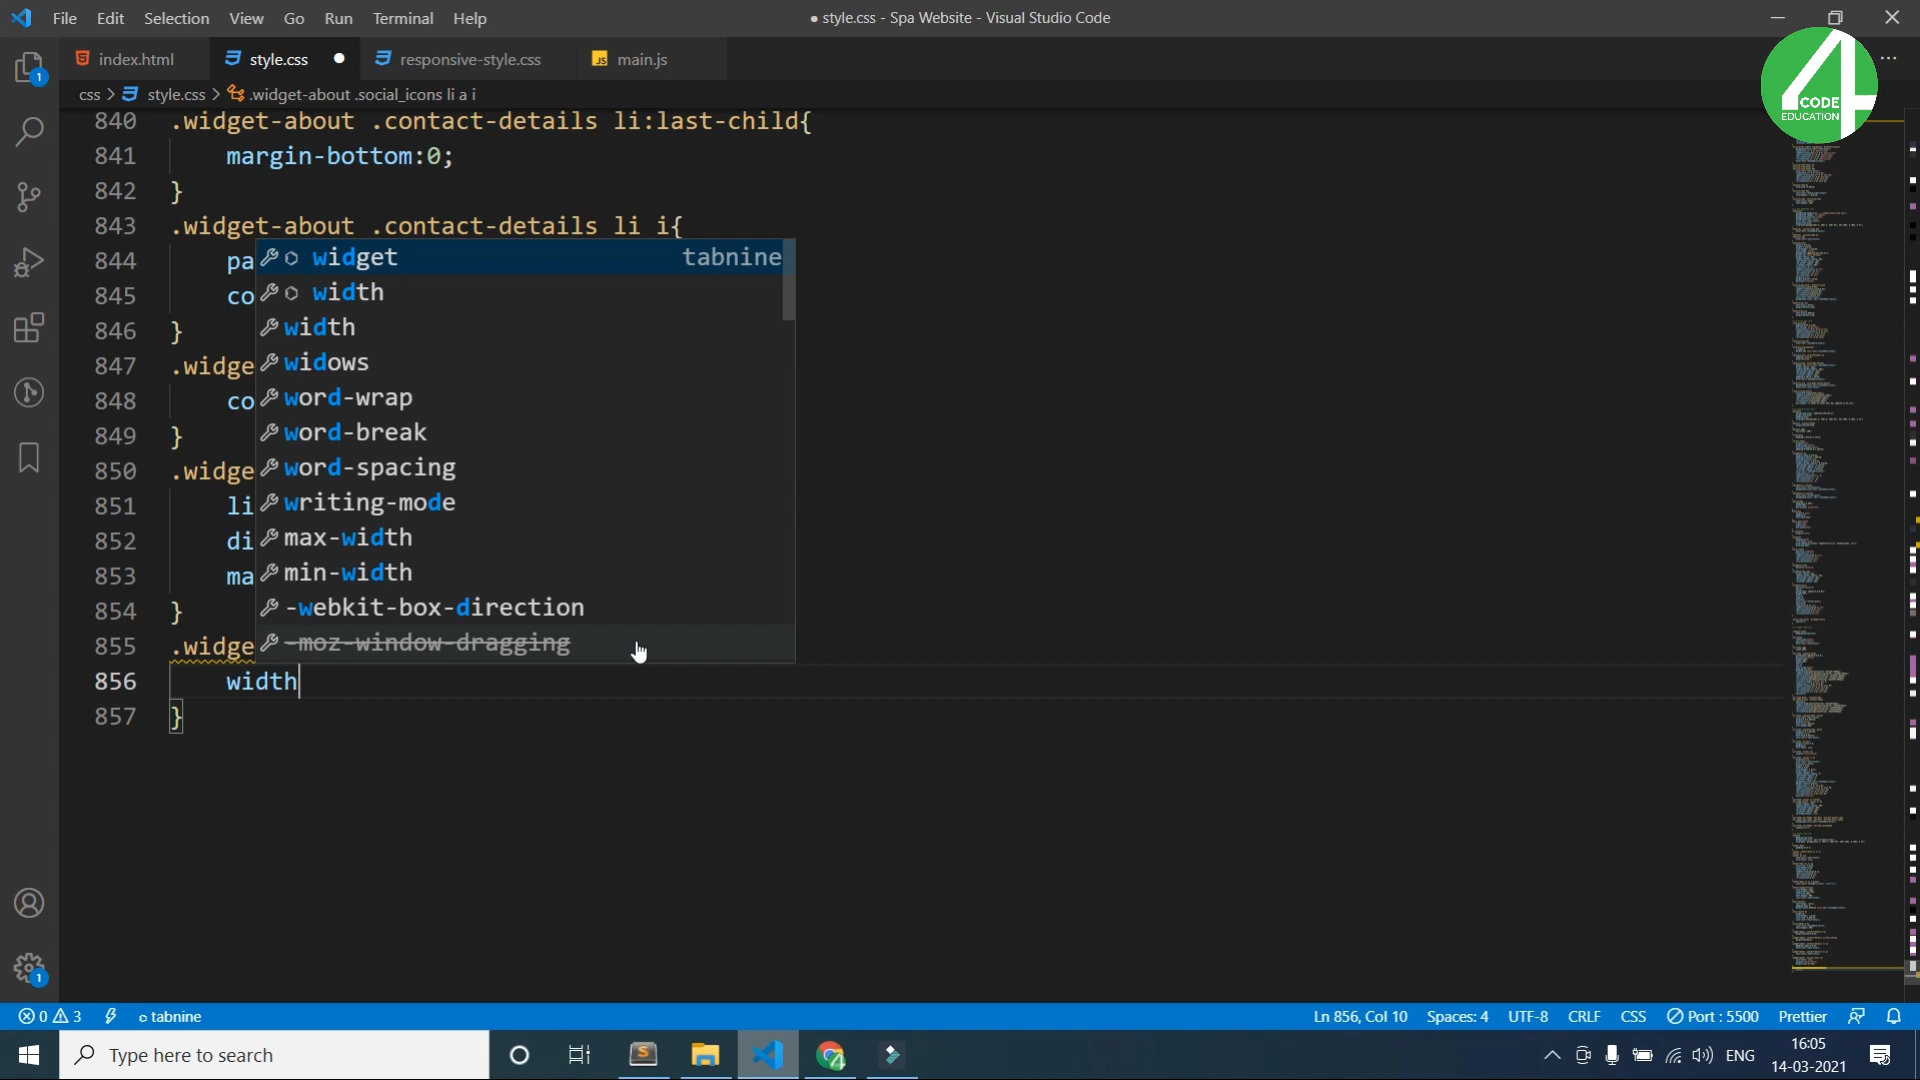 File Edit Selection View Go Run Terminal Help
● style.css - Spa Website - Visual Studio Code
index.html style.css responsive-style.css main.js
css > style.css > .widget-about .social_icons li a i
CODE 4
EDUCATION
840 .widget-about .contact-details li:last-child{
841 margin-bottom:0;
842 }
843 .widget-about .contact-details li i{
844 pa
845 co
846 }
847 .widge
848 co
849 }
850 .widge
851 li
852 di
853 ma
854 }
855 .widge
856 width
857 }
widget tabnine
width
width
widows
word-wrap
word-break
word-spacing
writing-mode
max-width
min-width
-webkit-box-direction
-moz-window-dragging
1
1
0 3 tabnine
Ln 856, Col 10 Spaces: 4 UTF-8 CRLF CSS Port : 5500 Prettier
Type here to search
ENG
16:05
14-03-2021